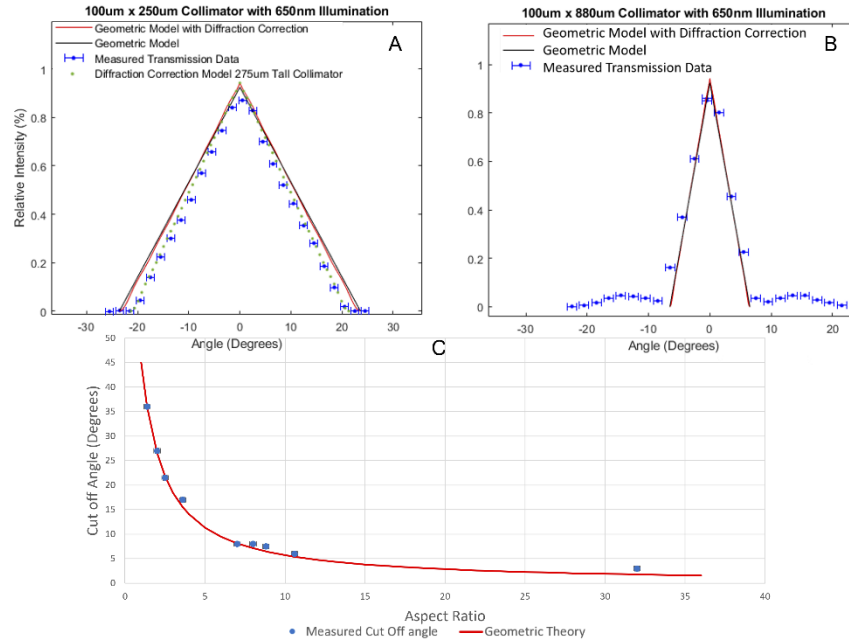 100um x 250um Collimator with 650nm Illumination
A
Geometric Model with Diffraction Correction
Geometric Model
Measured Transmission Data
Diffraction Correction Model 275um Tall Collimator
Relative Intensity (%)
1
0.8
0.6
0.4
0.2
0
-30 -20 -10 0 10 20 30
Angle (Degrees)
100um x 880um Collimator with 650nm Illumination
B
Geometric Model with Diffraction Correction
Geometric Model
Measured Transmission Data
1
0.8
0.6
0.4
0.2
0
-30 -20 -10 0 10 20
Angle (Degrees)
C
Cut off Angle (Degrees)
50
45
40
35
30
25
20
15
10
5
0
0 5 10 15 20 25 30 35 40
Aspect Ratio
Measured Cut Off angle
Geometric Theory